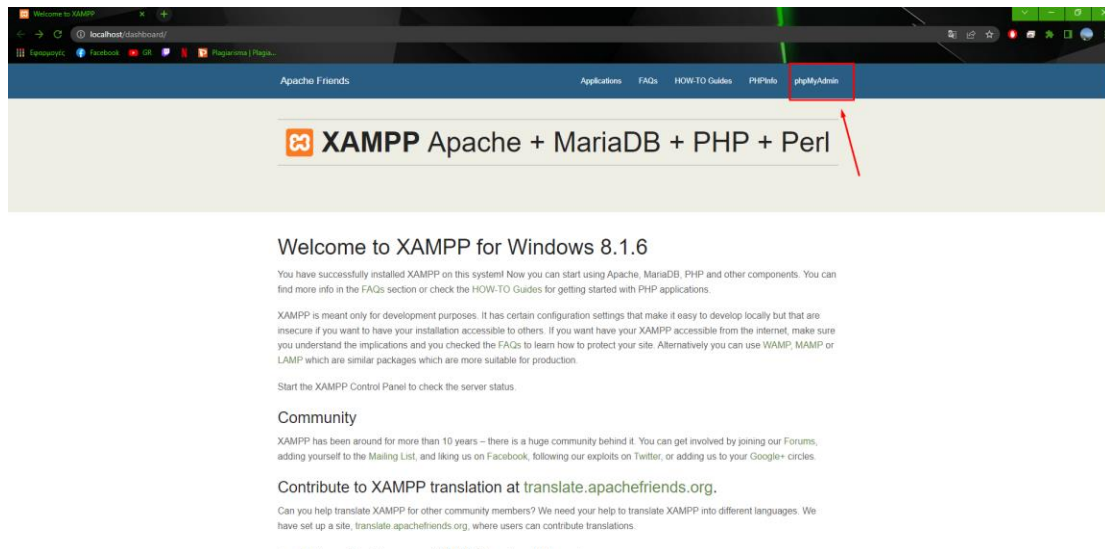 Welcome to XAMPP
localhost/dashboard/
Εφαρμογές Facebook GR Plagiarisma | Plagia...
Apache Friends Applications FAQs HOW-TO Guides PHPInfo phpMyAdmin
XAMPP Apache + MariaDB + PHP + Perl
Welcome to XAMPP for Windows 8.1.6
You have successfully installed XAMPP on this system! Now you can start using Apache, MariaDB, PHP and other components. You can
find more info in the FAQs section or check the HOW-TO Guides for getting started with PHP applications.
XAMPP is meant only for development purposes. It has certain configuration settings that make it easy to develop locally but that are
insecure if you want to have your installation accessible to others. If you want have your XAMPP accessible from the internet, make sure
you understand the implications and you checked the FAQs to learn how to protect your site. Alternatively you can use WAMP, MAMP or
LAMP which are similar packages which are more suitable for production.
Start the XAMPP Control Panel to check the server status.
Community
XAMPP has been around for more than 10 years – there is a huge community behind it. You can get involved by joining our Forums,
adding yourself to the Mailing List, and liking us on Facebook, following our exploits on Twitter, or adding us to your Google+ circles.
Contribute to XAMPP translation at translate.apachefriends.org.
Can you help translate XAMPP for other community members? We need your help to translate XAMPP into different languages. We
have set up a site, translate.apachefriends.org, where users can contribute translations.